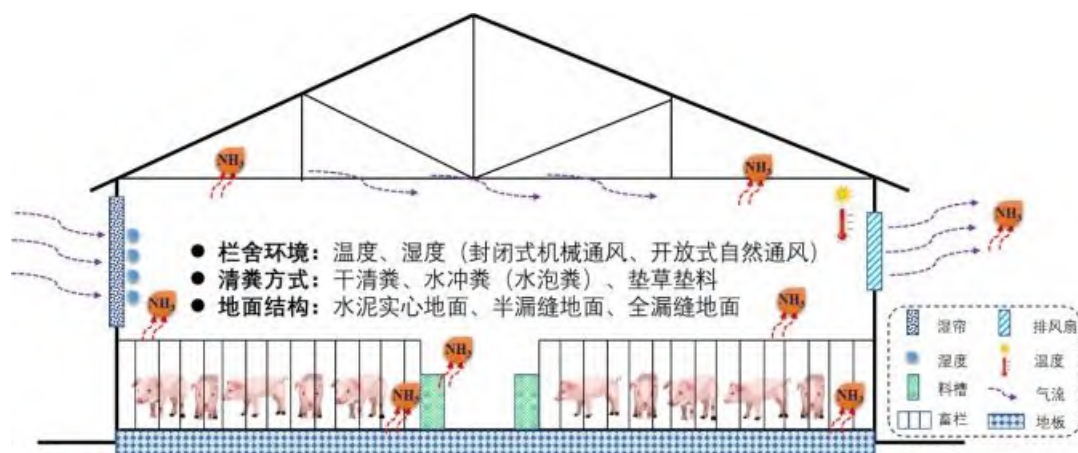 NH₃
NH₃
NH₃
● 栏舍环境：温度、湿度（封闭式机械通风、开放式自然通风）
● 清粪方式：干清粪、水冲粪（水泡粪）、垫草垫料
● 地面结构：水泥实心地面、半漏缝地面、全漏缝地面
NH₃
NH₃
NH₃
NH₃
NH₃
湿帘 排风扇
湿度 温度
料槽 气流
畜栏 地板